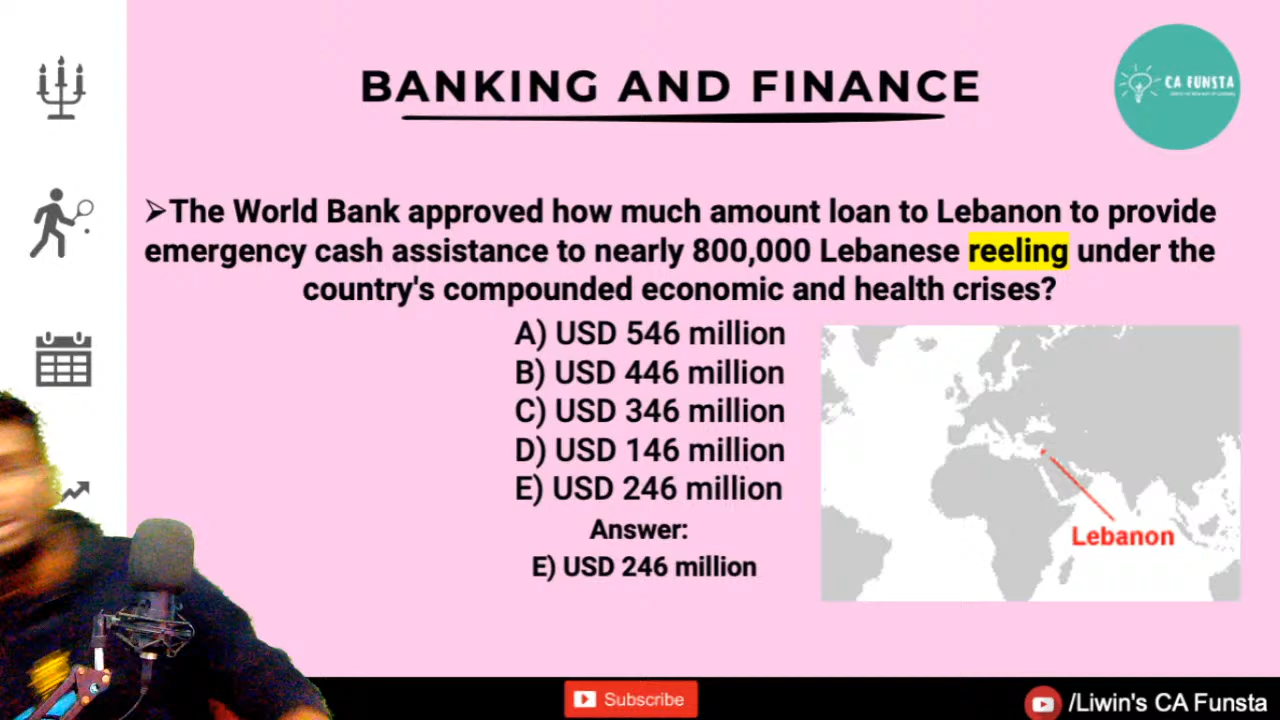 BANKING AND FINANCE
CA FUNSTA
➢The World Bank approved how much amount loan to Lebanon to provide
emergency cash assistance to nearly 800,000 Lebanese reeling under the
country's compounded economic and health crises?
A) USD 546 million
B) USD 446 million
C) USD 346 million
D) USD 146 million
E) USD 246 million
Answer:
E) USD 246 million
Lebanon
Subscribe
/Liwin's CA Funsta